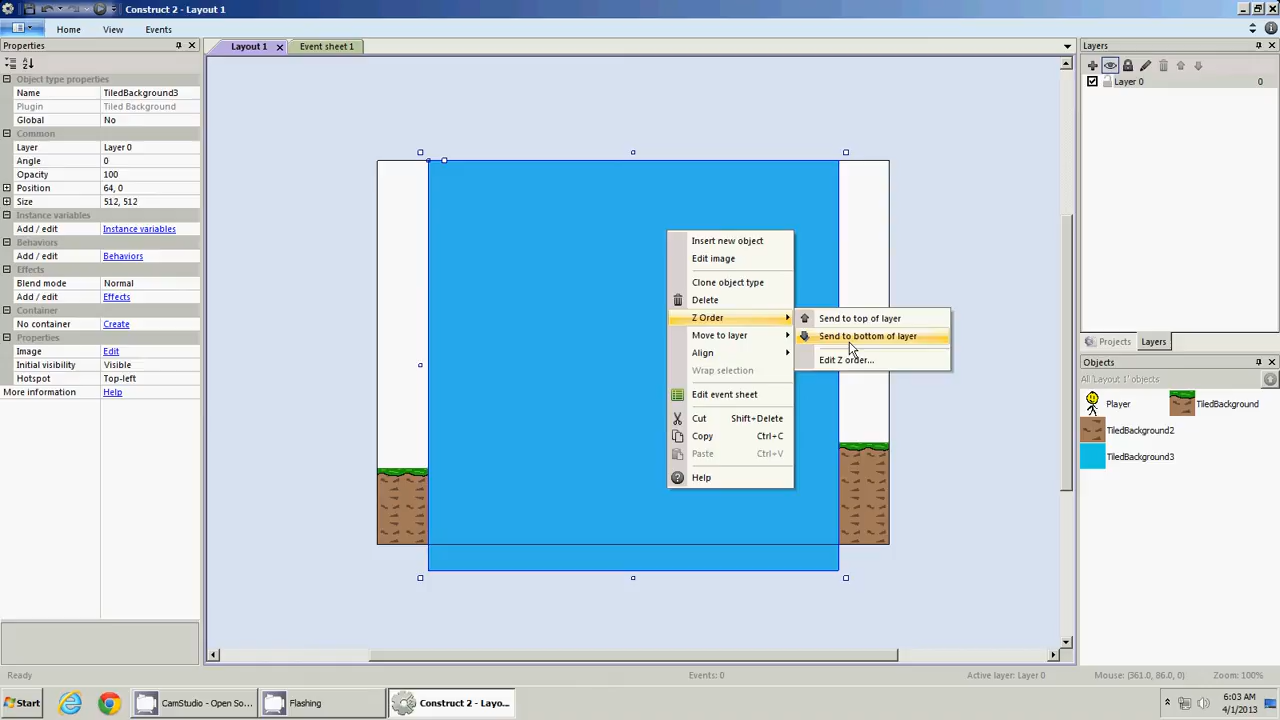 Construct 2 - Layout 1
Home View Events
Properties
Object type properties
Name TiledBackground3
Plugin Tiled Background
Global No
Common
Layer Layer 0
Angle 0
Opacity 100
Position 64, 0
Size 512, 512
Instance variables
Add / edit Instance variables
Behaviors
Add / edit Behaviors
Effects
Blend mode Normal
Add / edit Effects
Container
No container Create
Properties
Image Edit
Initial visibility Visible
Hotspot Top-left
More information Help
Layout 1 Event sheet 1
Insert new object
Edit image
Clone object type
Delete
Z Order
Move to layer
Align
Wrap selection
Edit event sheet
Cut Shift+Delete
Copy Ctrl+C
Paste Ctrl+V
Help
Send to top of layer
Send to bottom of layer
Edit Z order...
Layers
Layer 0 0
Projects Layers
Objects
All 'Layout 1' objects
Player TiledBackground
TiledBackground2
TiledBackground3
Ready Events: 0 Active layer: Layer 0 Mouse: (361.0, 86.0, 0) Zoom: 100%
Start CamStudio - Open So... Flashing Construct 2 - Layo...
6:03 AM
4/1/2013